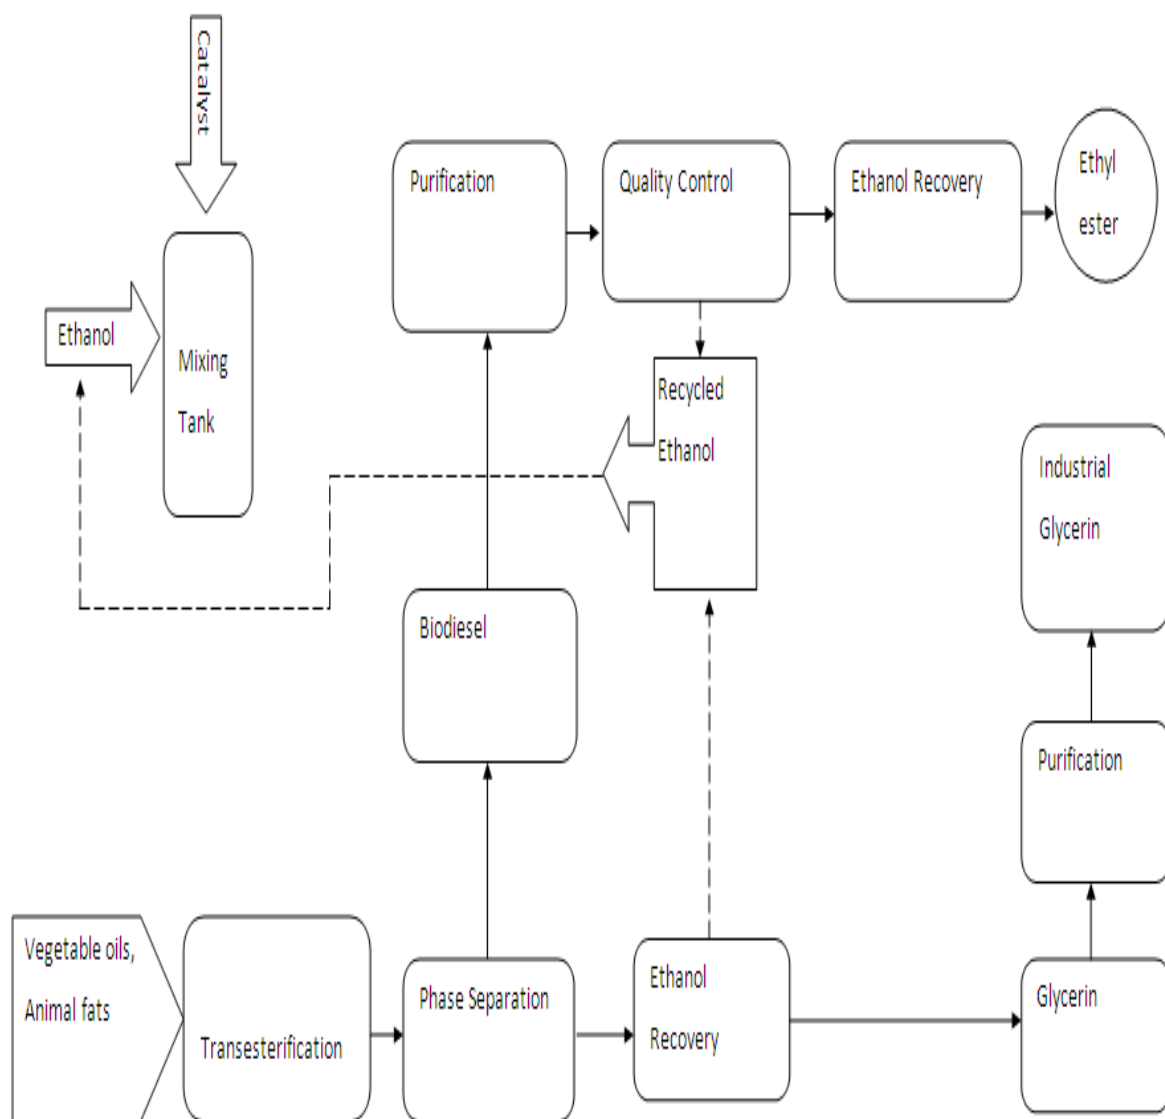 Catalyst
Purification
Quality Control
Ethanol Recovery
Ethyl
ester
Ethanol
Mixing
Tank
Recycled
Ethanol
Industrial
Glycerin
Biodiesel
Purification
Vegetable oils,
Animal fats
Transesterification
Phase Separation
Ethanol
Recovery
Glycerin